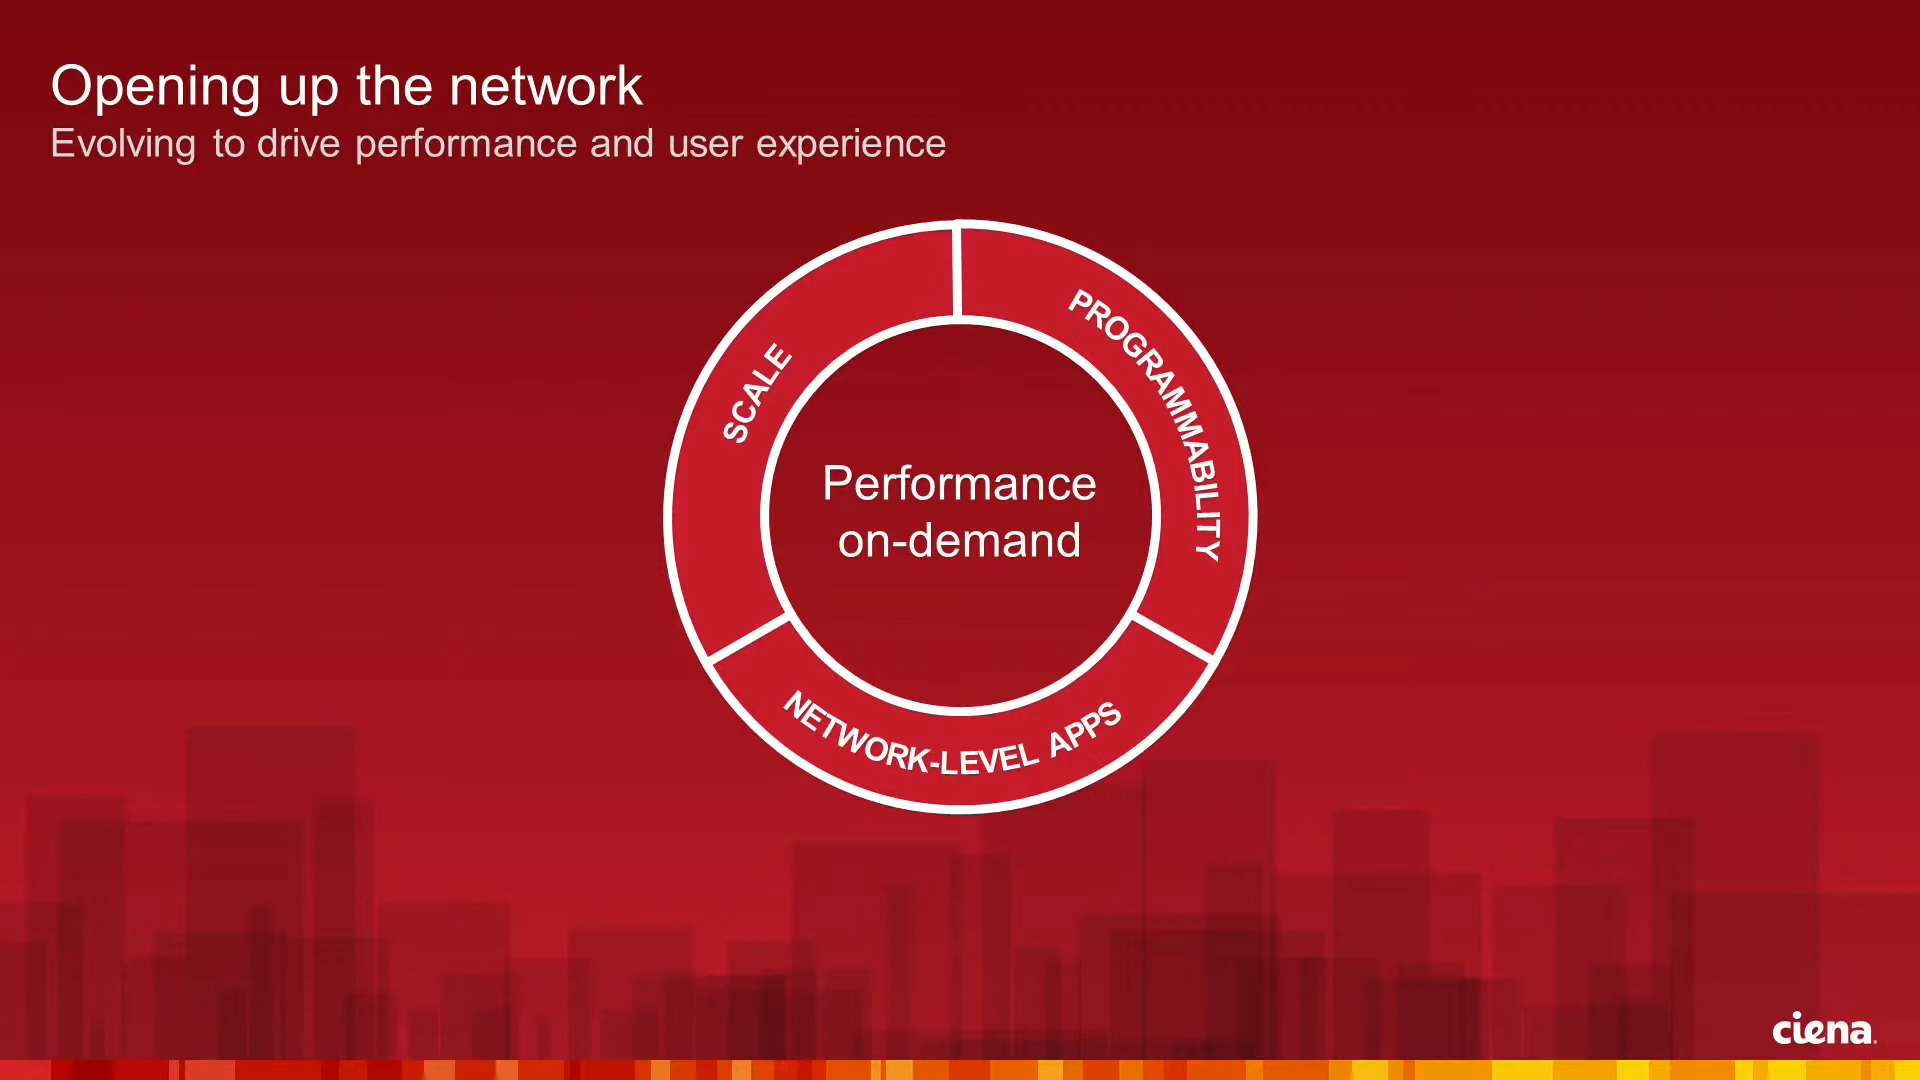 Opening up the network
Evolving to drive performance and user experience
SCALE
PROGRAMMABILITY
Performance
on-demand
NETWORK-LEVEL APPS
ciena